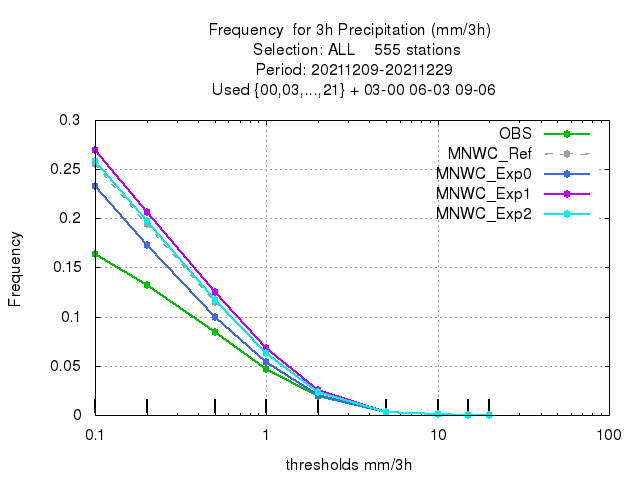 Frequency  for 3h Precipitation (mm/3h)
Selection: ALL    555 stations
Period: 20211209-20211229
Used {00,03,...,21} + 03-00 06-03 09-06
OBS
MNWC_Ref
MNWC_Exp0
MNWC_Exp1
MNWC_Exp2
0.3
0.25
0.2
0.15
0.1
0.05
0
Frequency
0.1 1 10 100
thresholds mm/3h